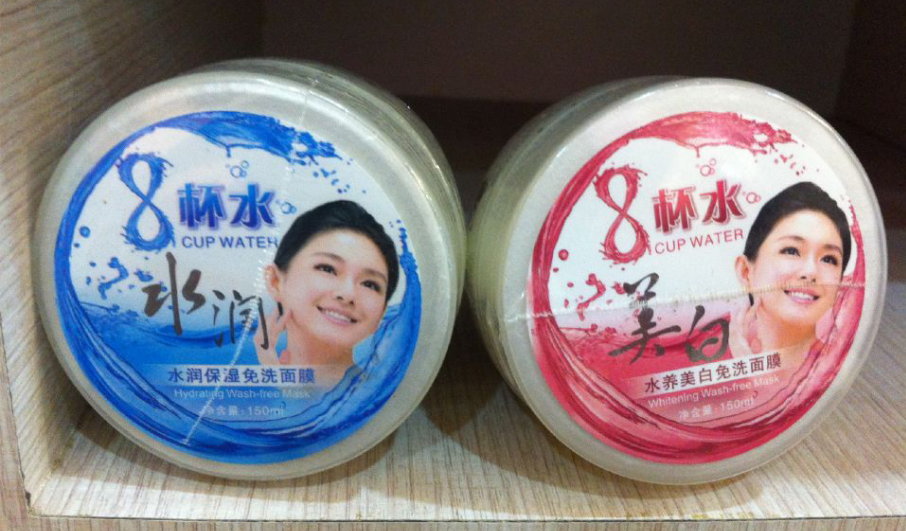 8杯水
CUP WATER
水润
水润保湿免洗面膜
Hydrating Wash-free Mask
净含量:150ml
8杯水
CUP WATER
美白
水养美白免洗面膜
Whitening Wash-free Mask
净含量:150ml